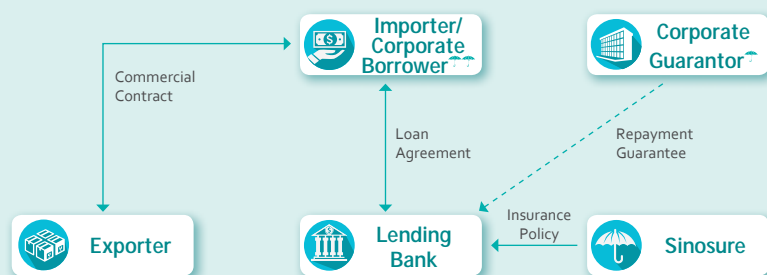 Importer/
Corporate
Borrower
Corporate
Guarantor
Commercial
Contract
Loan
Agreement
Repayment
Guarantee
Insurance
Policy
Exporter
Lending
Bank
Sinosure